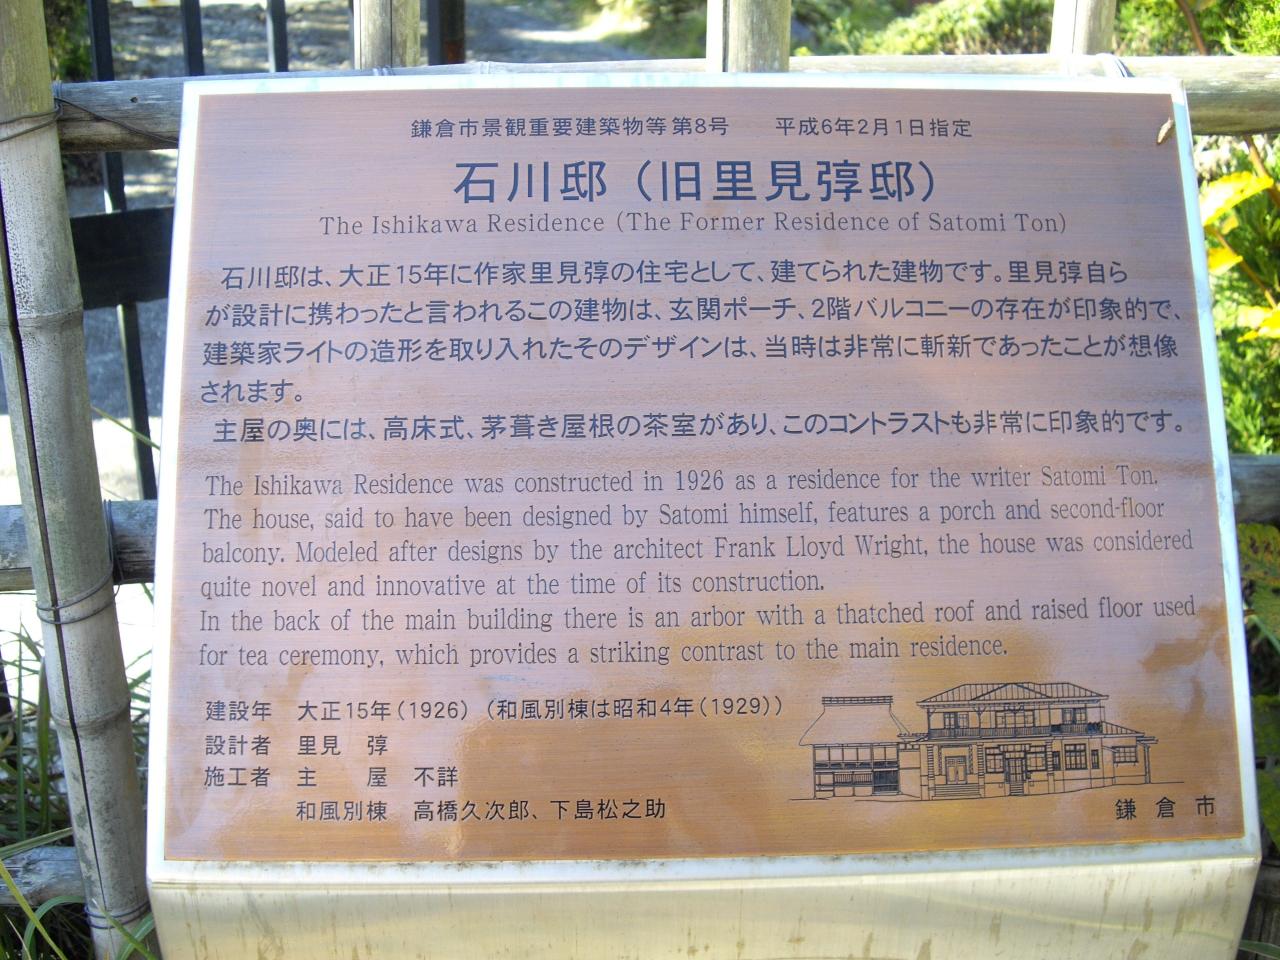 鎌倉市景観重要建築物等第8号　平成6年2月1日指定
石川邸（旧里見弴邸）
The Ishikawa Residence (The Former Residence of Satomi Ton)
石川邸は、大正15年に作家里見弴の住宅として、建てられた建物です。里見弴自ら
が設計に携わったと言われるこの建物は、玄関ポーチ、2階バルコニーの存在が印象的で、
建築家ライトの造形を取り入れたそのデザインは、当時は非常に斬新であったことが想像
されます。
主屋の奥には、高床式、茅葺き屋根の茶室があり、このコントラストも非常に印象的です。
The Ishikawa Residence was constructed in 1926 as a residence for the writer Satomi Ton.
The house, said to have been designed by Satomi himself, features a porch and second-floor
balcony. Modeled after designs by the architect Frank Lloyd Wright, the house was considered
quite novel and innovative at the time of its construction.
In the back of the main building there is an arbor with a thatched roof and raised floor used
for tea ceremony, which provides a striking contrast to the main residence.
建設年　大正15年（1926）（和風別棟は昭和4年（1929））
設計者　里見　弴
施工者　主　屋　不詳
和風別棟　高橋久次郎、下島松之助
鎌倉市